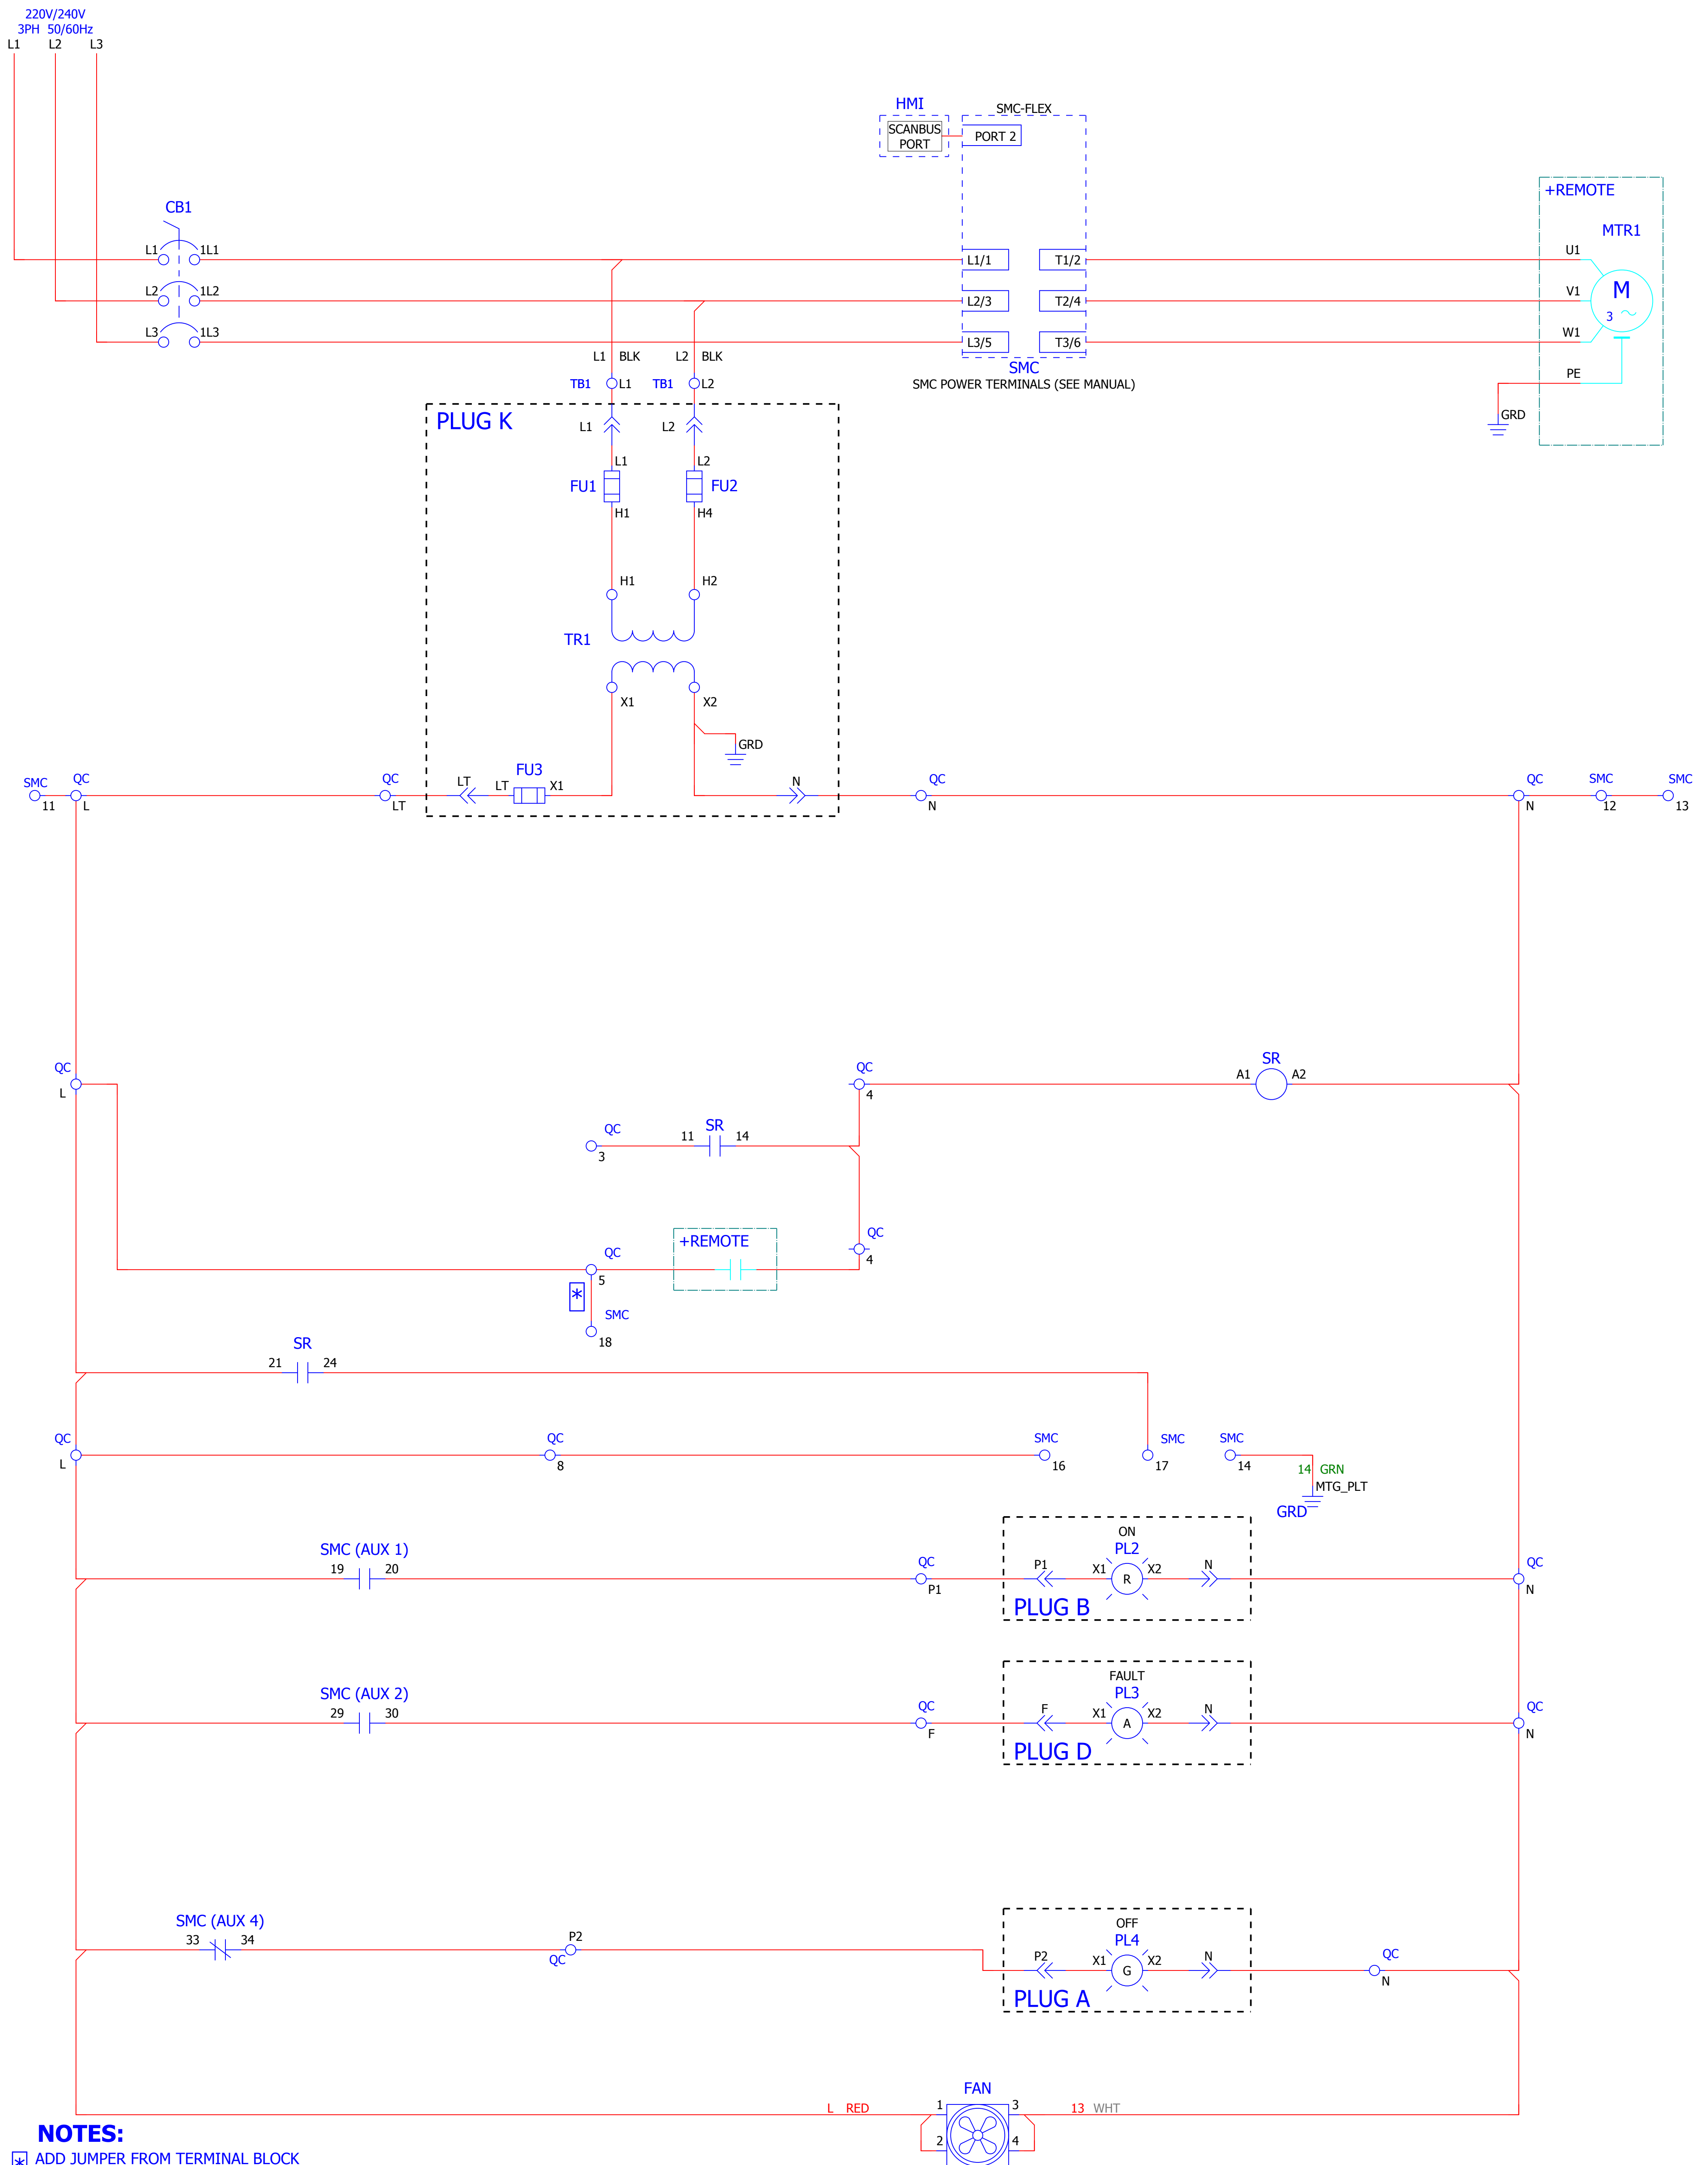 220V/240V
3PH 50/60Hz
L1 L2 L3
HMI
SMC-FLEX
SCANBUS
PORT
PORT 2
+REMOTE
CB1
MTR1
L1 1L1 L1/1 T1/2 U1
L2 1L2 L2/3 T2/4 V1
M
3
L3 1L3 L3/5 T3/6 W1
L1 BLK L2 BLK
SMC
SMC POWER TERMINALS (SEE MANUAL)
PE
TB1 L1 TB1 L2
GRD
PLUG K
L1 L2
L1 L2
FU1 FU2
H1 H4
H1 H2
TR1
X1 X2
GRD
SMC QC QC LT LT FU3 X1 N QC QC SMC SMC
11 L LT N N 12 13
QC QC A1 SR A2
L 4
QC 11 SR 14
3
QC
4
+REMOTE
QC
5
*
SMC
18
SR
21 24
QC QC SMC SMC SMC
L 8 16 17 14
14 GRN
MTG_PLT
GRD
ON
SMC (AUX 1) PL2
19 20 QC P1 X1 R X2 N QC
P1 N
PLUG B
FAULT
SMC (AUX 2) PL3
29 30 QC F X1 A X2 N QC
F N
PLUG D
SMC (AUX 4) OFF
33 34 P2 PL4
QC P2 X1 G X2 N QC
N
PLUG A
FAN
L RED 1 3 13 WHT
2 4
NOTES:
* ADD JUMPER FROM TERMINAL BLOCK